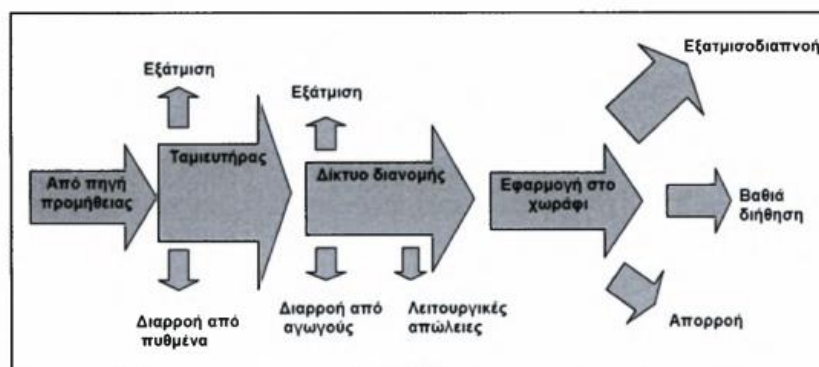 Εξάτμιση
Ταμιευτήρας
Από πηγή
προμήθειας
Διαρροή από
πυθμένα
Εξάτμιση
Δίκτυο διανομής
Διαρροή από
αγωγούς
Λειτουργικές
απώλειες
Εφαρμογή στο
χωράφι
Εξατμισοδιαπνοή
Βαθιά
διήθηση
Απορροή